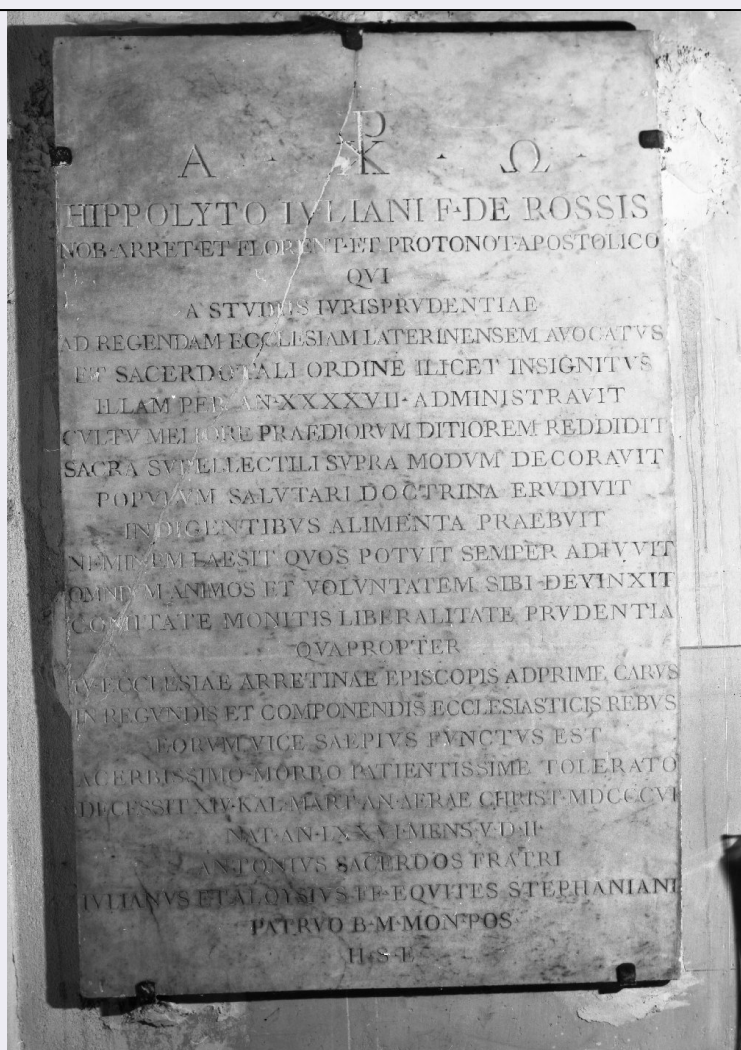 A · ☧ · Ω ·
HIPPOLYTO IVLIANI F·DE ROSSIS
NOB·ARRET·ET FLORENT·ET PROTONOT·APOSTOLICO
QVI
A STVDIIS IVRISPRVDENTIAE
AD REGENDAM ECCLESIAM LATERINENSEM AVOCATVS
ET SACERDOTALI ORDINE ILICET INSIGNITVS
ILLAM PER AN·XXXXVII·ADMINISTRAVIT
CVLTV MELIORE PRAEDIORVM DITIOREM REDDIDIT
SACRA SVPELLECTILI SVPRA MODVM DECORAVIT
POPVLVM SALVTARI DOCTRINA ERVDIVIT
INDIGENTIBVS ALIMENTA PRAEBVIT
NEMINEM LAESIT QVOS POTVIT SEMPER ADIVVIT
OMNIVM ANIMOS ET VOLVNTATEM SIBI DEVINXIT
COMITATE MONITIS LIBERALITATE PRVDENTIA
QVAPROPTER
ECCLESIAE ARRETINAE EPISCOPIS ADPRIME CARVS
IN REGVNDIS ET COMPONENDIS ECCLESIASTICIS REBVS
EORVM VICE SAEPIVS FVNCTVS EST
ACERBISSIMO MORBO PATIENTISSIME TOLERATO
DECESSIT XIV·KAL·MART·AN·AERAE CHRIST·MDCCCVI
NAT·AN·LXXVI·MENS·V·D·II·
ANTONIVS SACERDOS FRATRI
IVLIANVS ET ALOYSIVS EQVITES STEPHANIANI
PATRVO B·M·MON·POS·
H·S·E